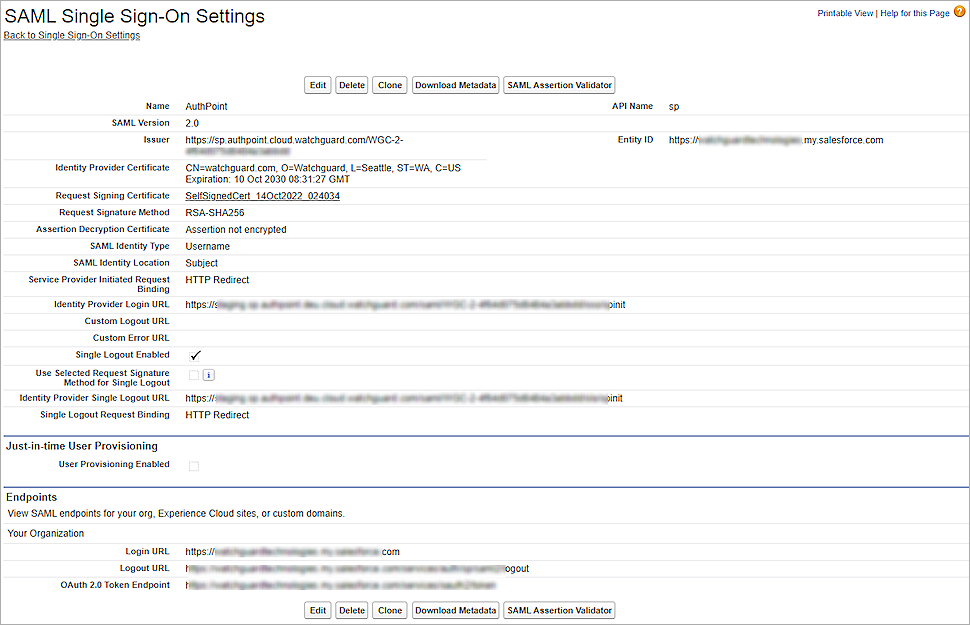 SAML Single Sign-On Settings
Printable View | Help for this Page ?
Back to Single Sign-On Settings
Edit Delete Clone Download Metadata SAML Assertion Validator
Name AuthPoint API Name sp
SAML Version 2.0
Issuer https://sp.authpoint.cloud.watchguard.com/WGC-2-
Entity ID https:// .my.salesforce.com
Identity Provider Certificate CN=watchguard.com, O=Watchguard, L=Seattle, ST=WA, C=US
Expiration: 10 Oct 2030 08:31:27 GMT
Request Signing Certificate SelfSignedCert_14Oct2022_024034
Request Signature Method RSA-SHA256
Assertion Decryption Certificate Assertion not encrypted
SAML Identity Type Username
SAML Identity Location Subject
Service Provider Initiated Request
Binding HTTP Redirect
Identity Provider Login URL https:// pinit
Custom Logout URL
Custom Error URL
Single Logout Enabled
Use Selected Request Signature
Method for Single Logout i
Identity Provider Single Logout URL https:// pinit
Single Logout Request Binding HTTP Redirect
Just-in-time User Provisioning
User Provisioning Enabled
Endpoints
View SAML endpoints for your org, Experience Cloud sites, or custom domains.
Your Organization
Login URL https:// .com
Logout URL logout
OAuth 2.0 Token Endpoint
Edit Delete Clone Download Metadata SAML Assertion Validator